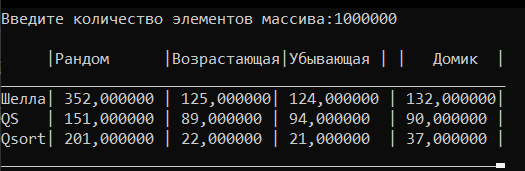 Введите количество элементов массива:1000000
|Рандом |Возрастающая|Убывающая | | Домик |
Шелла| 352,000000 | 125,000000| 124,000000 | 132,000000|
QS | 151,000000 | 89,000000 | 94,000000 | 90,000000 |
Qsort| 201,000000 | 22,000000 | 21,000000 | 37,000000 |